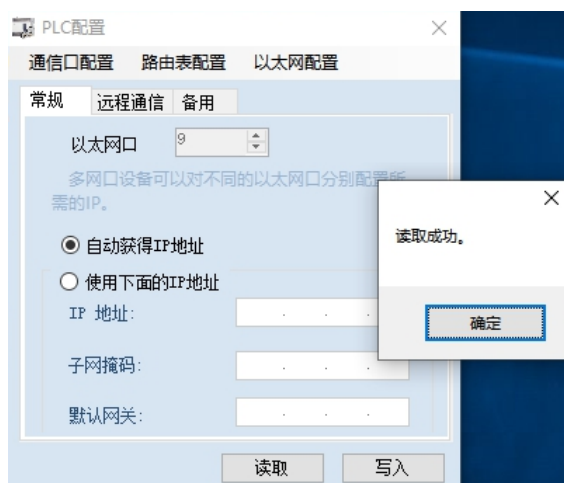 PLC配置
通信口配置 路由表配置 以太网配置
常规 远程通信 备用
以太网口 9
多网口设备可以对不同的以太网口分别配置所
需的IP。
读取成功。
自动获得IP地址
使用下面的IP地址
确定
IP 地址:
子网掩码:
默认网关:
读取 写入